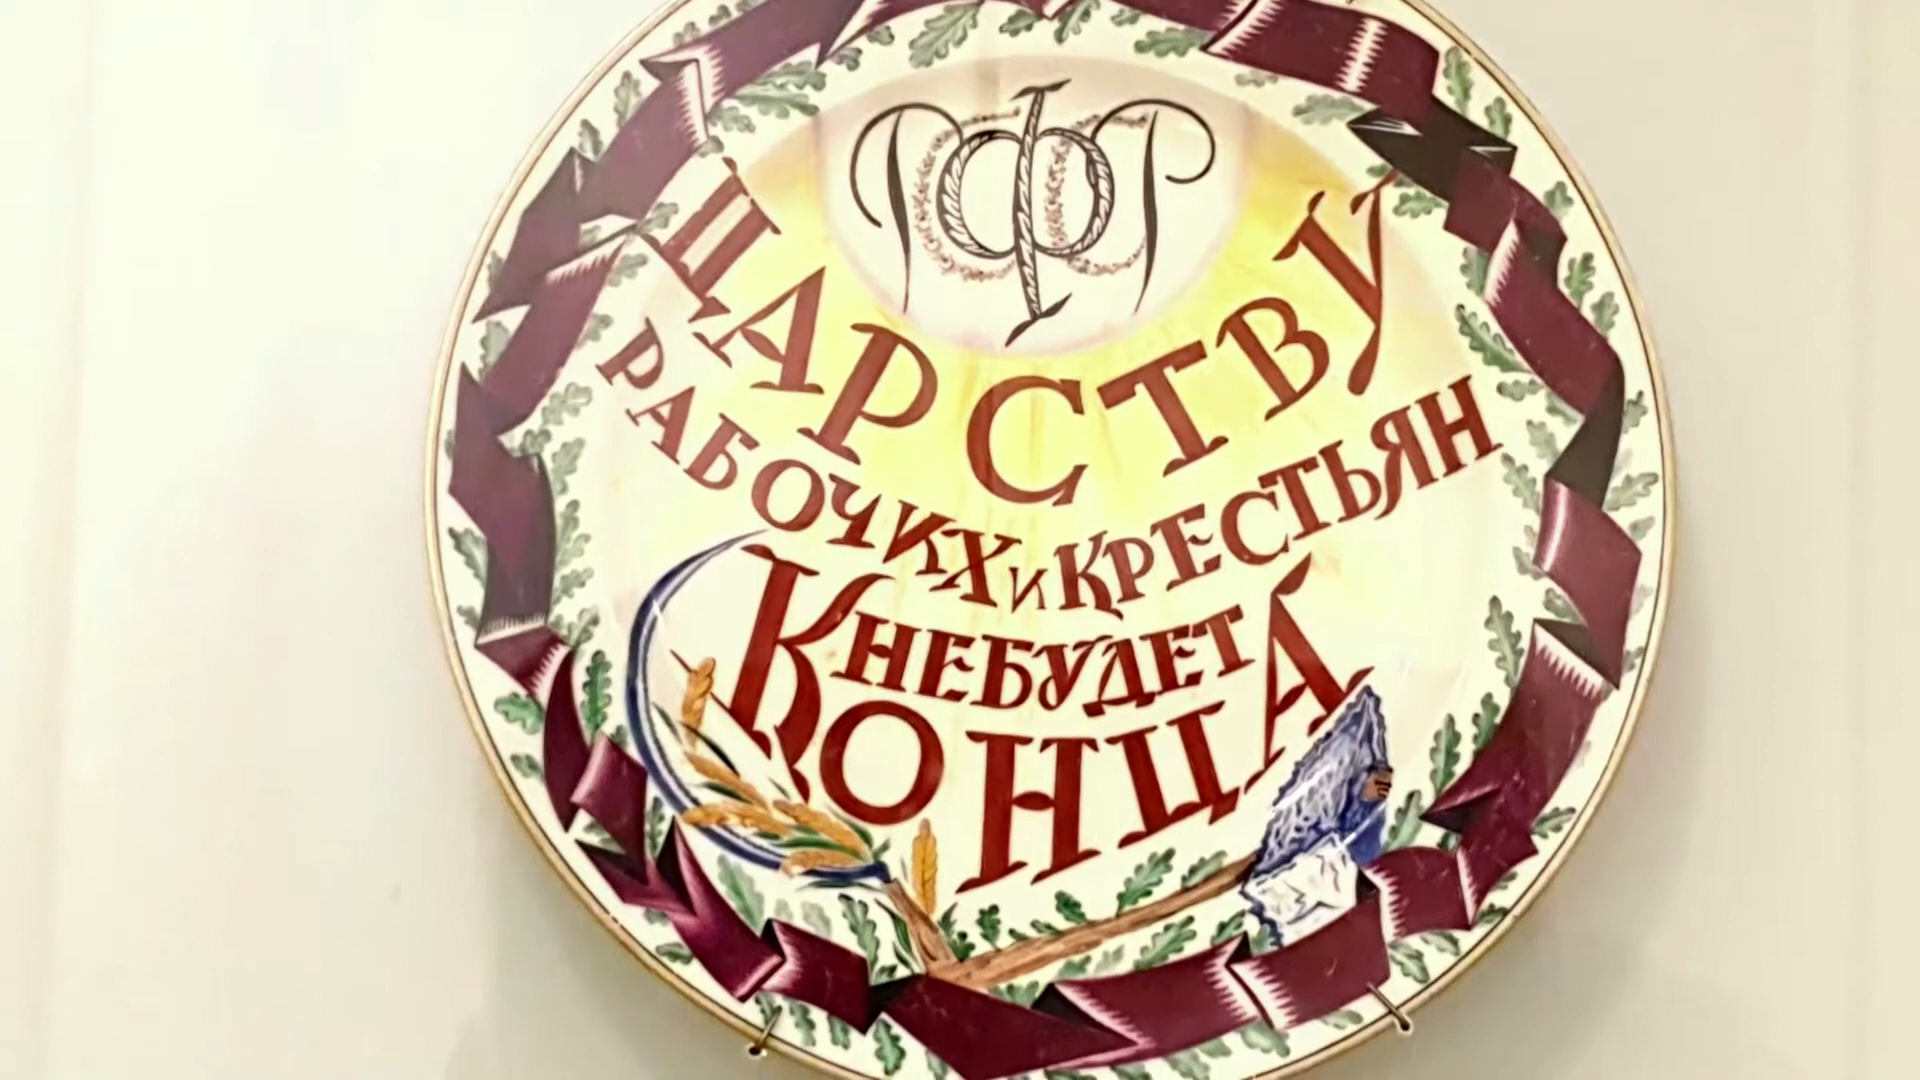 РСФСР
ЦАРСТВУ
РАБОЧИХ И КРЕСТЬЯН
НЕ БУДЕТ
КОНЦА